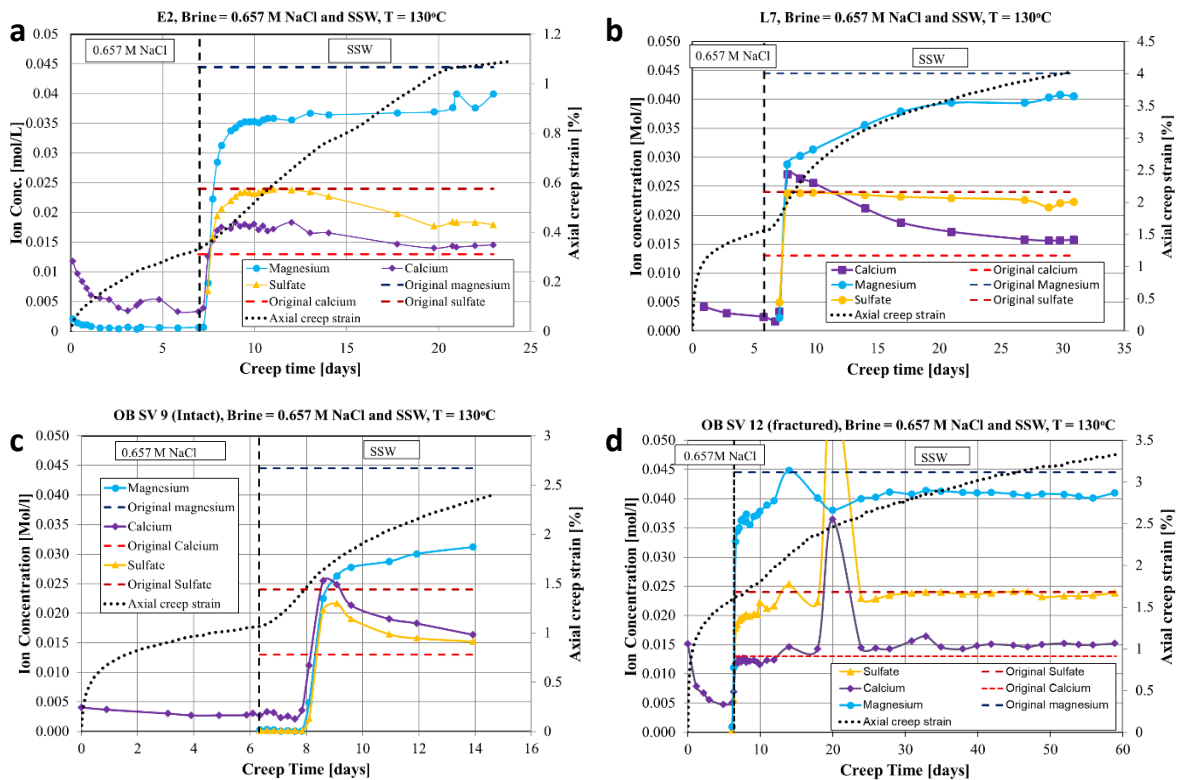 a
E2, Brine = 0.657 M NaCl and SSW, T = 130°C
0.05
0.045
0.04
0.035
0.03
0.025
0.02
0.015
0.01
0.005
0
Ion Conc. [mol/L]
0.657 M NaCl
SSW
1.2
1
0.8
0.6
0.4
0.2
0
Axial creep strain [%]
Magnesium
Calcium
Sulfate
Original magnesium
Original calcium
Original sulfate
Axial creep strain
0 5 10 15 20 25
Creep time [days]
b
L7, Brine = 0.657 M NaCl and SSW, T = 130°C
0.050
0.045
0.040
0.035
0.030
0.025
0.020
0.015
0.010
0.005
0.000
Ion concentration [Mol/l]
0.657 M NaCl
SSW
4.5
4.0
3.5
3.0
2.5
2.0
1.5
1.0
0.5
0.0
Axial creep strain [%]
Calcium
Original calcium
Magnesium
Original Magnesium
Sulfate
Original sulfate
Axial creep strain
0 5 10 15 20 25 30 35
Creep time [days]
c
OB SV 9 (Intact), Brine = 0.657 M NaCl and SSW, T = 130°C
0.050
0.045
0.040
0.035
0.030
0.025
0.020
0.015
0.010
0.005
0.000
Ion Concentration [Mol/l]
0.657 M NaCl
SSW
3
2.5
2
1.5
1
0.5
0
Axial creep strain [%]
Magnesium
Original magnesium
Calcium
Original Calcium
Sulfate
Original Sulfate
Axial creep strain
0 2 4 6 8 10 12 14 16
Creep Time [days]
d
OB SV 12 (fractured), Brine = 0.657 M NaCl and SSW, T = 130°C
0.050
0.045
0.040
0.035
0.030
0.025
0.020
0.015
0.010
0.005
0.000
Ion Concentration [mol/l]
0.657M NaCl
SSW
3.5
3
2.5
2
1.5
1
0.5
0
Axial creep strain [%]
Sulfate
Original Sulfate
Calcium
Original Calcium
Magnesium
Original magnesium
Axial creep strain
0 10 20 30 40 50 60
Creep Time [days]